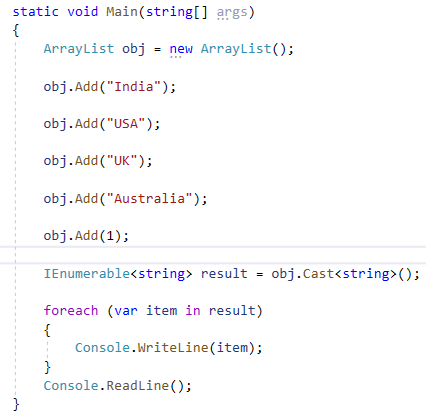 static void Main(string[] args)
{
ArrayList obj = new ArrayList();
obj.Add("India");
obj.Add("USA");
obj.Add("UK");
obj.Add("Australia");
obj.Add(1);
IEnumerable<string> result = obj.Cast<string>();
foreach (var item in result)
{
Console.WriteLine(item);
}
Console.ReadLine();
}